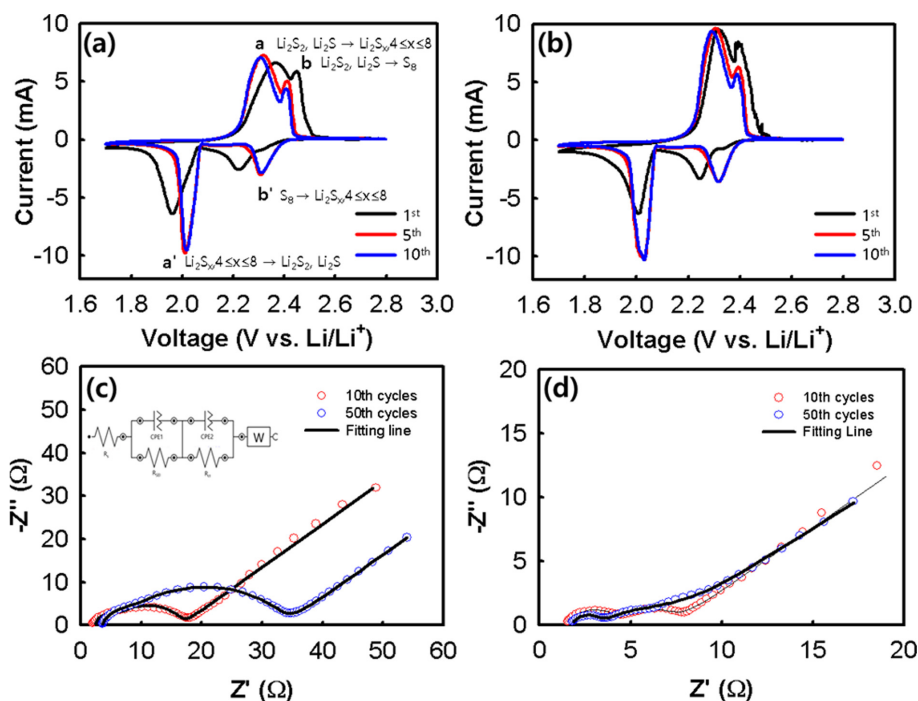 (a)
a Li₂S₂, Li₂S → Li₂Sₓ, 4≤x≤8
b Li₂S₂, Li₂S → S₈
b' S₈ → Li₂Sₓ, 4≤x≤8
a' Li₂Sₓ, 4≤x≤8 → Li₂S₂, Li₂S
1st
5th
10th
Current (mA)
10
5
0
-5
-10
1.6 1.8 2.0 2.2 2.4 2.6 2.8 3.0
Voltage (V vs. Li/Li⁺)
(b)
1st
5th
10th
Current (mA)
10
5
0
-5
-10
1.6 1.8 2.0 2.2 2.4 2.6 2.8 3.0
Voltage (V vs. Li/Li⁺)
(c)
10th cycles
50th cycles
Fitting line
CPE1 CPE2
W
-Z'' (Ω)
60
50
40
30
20
10
0
0 10 20 30 40 50 60
Z' (Ω)
(d)
10th cycles
50th cycles
Fitting Line
-Z'' (Ω)
20
15
10
5
0
0 5 10 15 20
Z' (Ω)